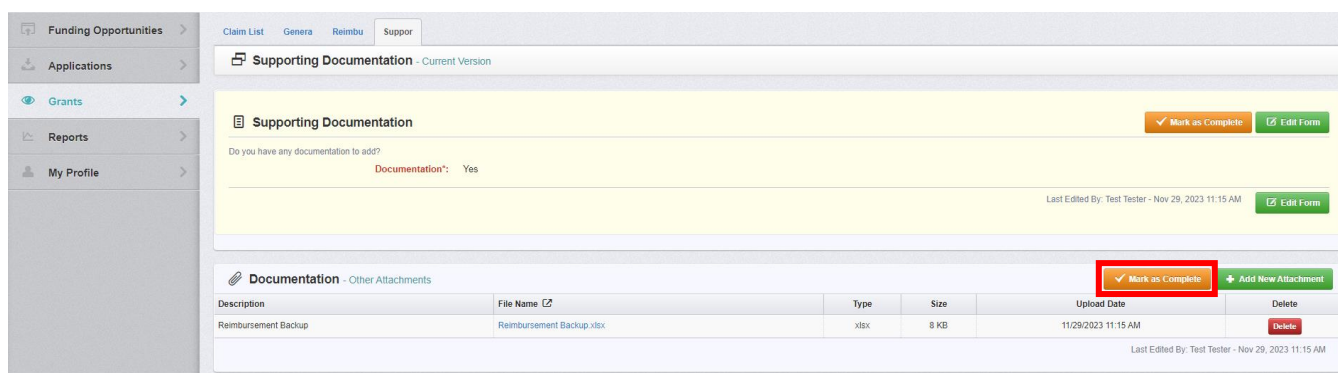 Funding Opportunities
Applications
Grants
Reports
My Profile
Claim List Genera Reimbu Suppor
Supporting Documentation - Current Version
Supporting Documentation Mark as Complete Edit Form
Do you have any documentation to add?
Documentation*: Yes
Last Edited By: Test Tester - Nov 29, 2023 11:15 AM Edit Form
Documentation - Other Attachments Mark as Complete Add New Attachment
Description File Name Type Size Upload Date Delete
Reimbursement Backup Reimbursement Backup.xlsx xlsx 8 KB 11/29/2023 11:15 AM Delete
Last Edited By: Test Tester - Nov 29, 2023 11:15 AM